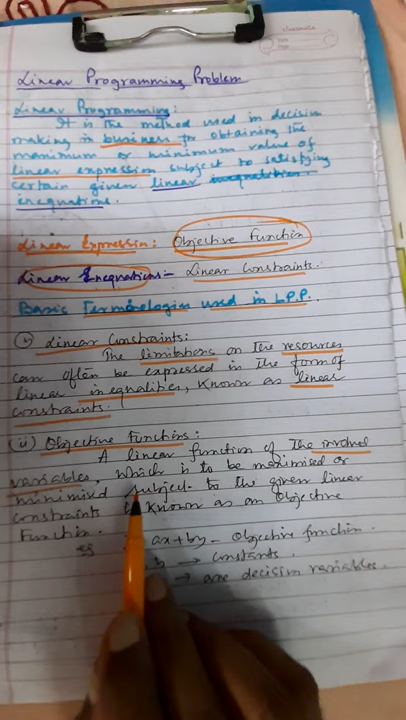 classmate
Linear Programming Problem
Linear Programming:
It is the method used in decision
making in business for obtaining the
maximum or minimum value of
linear expression subject to satisfying
certain given linear
inequations.
Linear Expression: Objective Function
Linear Inequations:- Linear Constraints.
Basic Terminologies used in L.P.P.
(i) Linear Constraints:
The limitations on the resources
can often be expressed in the form of
linear inequalities, known as linear
constraints.
(ii) Objective Functions:
A linear function of the involved
variables, which is to be maximised or
minimised subject to the given linear
constraints is known as an objective
Function.
eg ax+by - Objective function.
b → constants.
→ are decision variables.